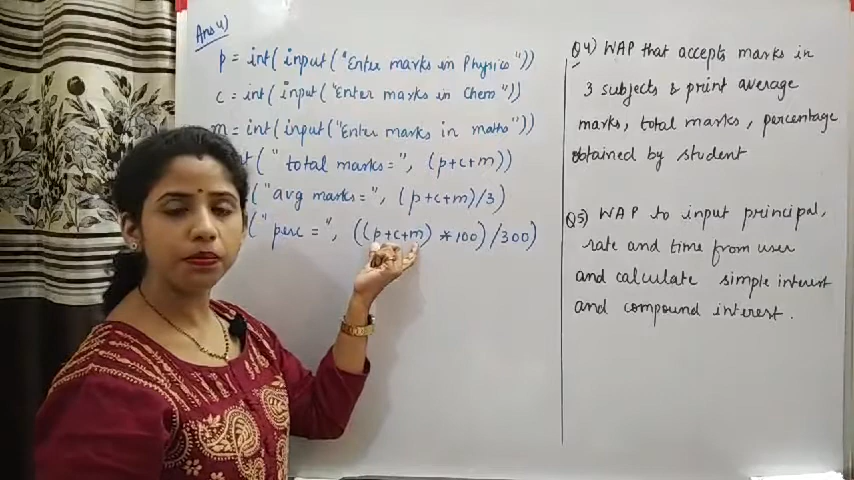 Ans 4)
p = int( input( "Enter marks in Physics"))
c = int( input( "Enter marks in Chem"))
m = int( input( "Enter marks in maths"))
t( "total marks = ", (p+c+m))
( "avg marks = ", (p+c+m)/3)
( "perc = ", ((p+c+m) * 100) /300)
Q4) WAP that accepts marks in
3 subjects & print average
marks, total marks, percentage
obtained by student
Q5) WAP to input principal,
rate and time from user
and calculate simple interest
and compound interest.